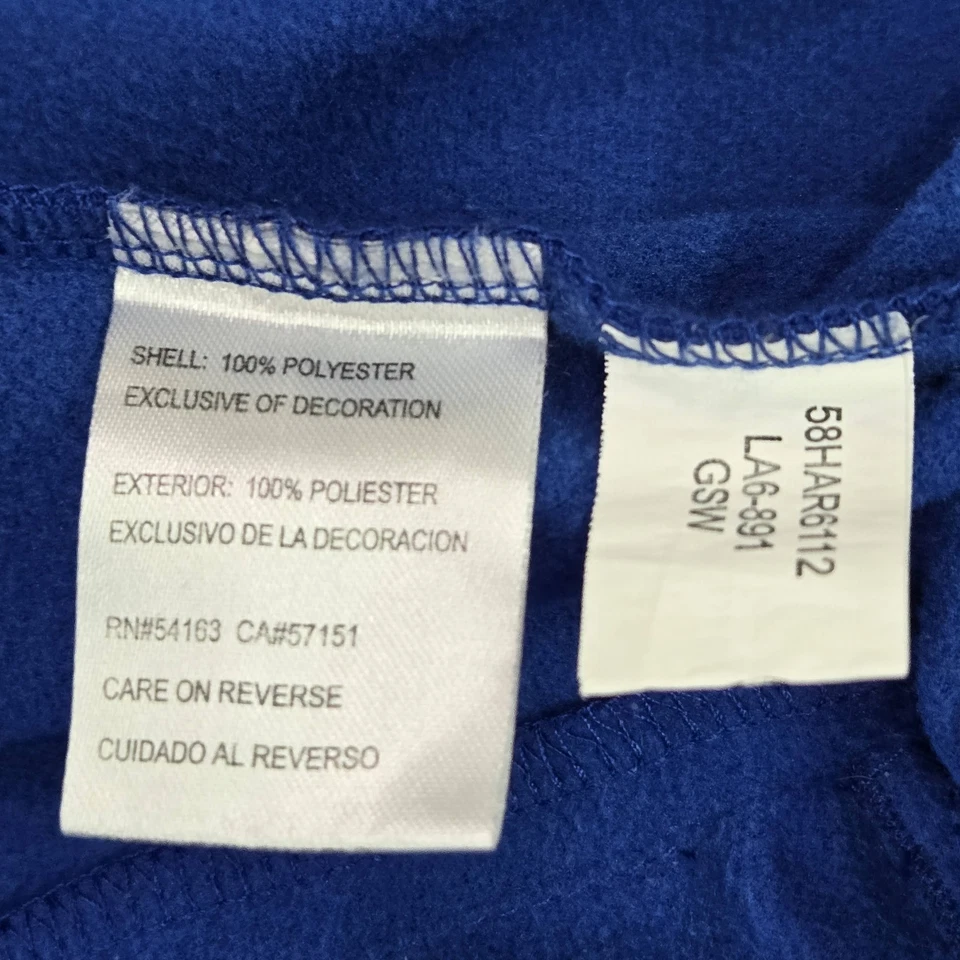 SHELL: 100% POLYESTER
EXCLUSIVE OF DECORATION
EXTERIOR: 100% POLIESTER
EXCLUSIVO DE LA DECORACION
RN#54163 CA#57151
CARE ON REVERSE
CUIDADO AL REVERSO
58HAR6112
LA6-891
GSW